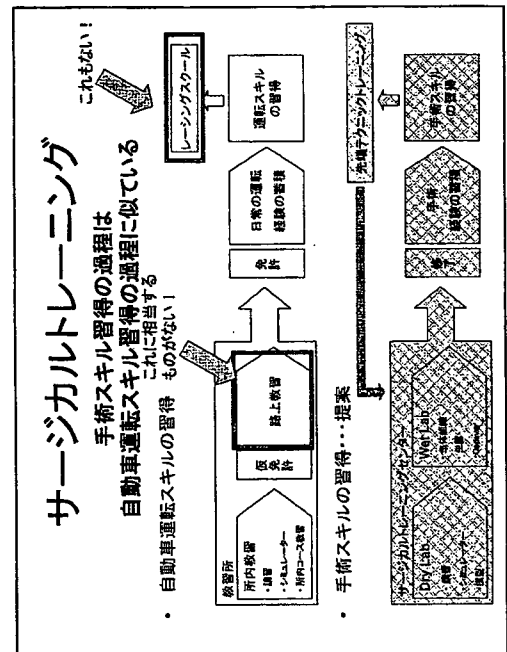 サージカルトレーニング
手術スキル習得の過程は
自動車運転スキル習得の過程に似ている
・ 自動車運転スキルの習得
これに相当する
ものがない！
これもない！
教習所
所内教習
・講習
・シミュレーター
・所内コース教習
仮免許
路上教習
免許
日常の運転
経験の蓄積
運転スキル
の習得
レーシングスクール
・ 手術スキルの習得・・・提案
サージカルトレーニングセンター
Dry Lab
シミュレーター
Wet Lab
手術
経験の蓄積
手術スキル
の習得
先端テクニックトレーニング